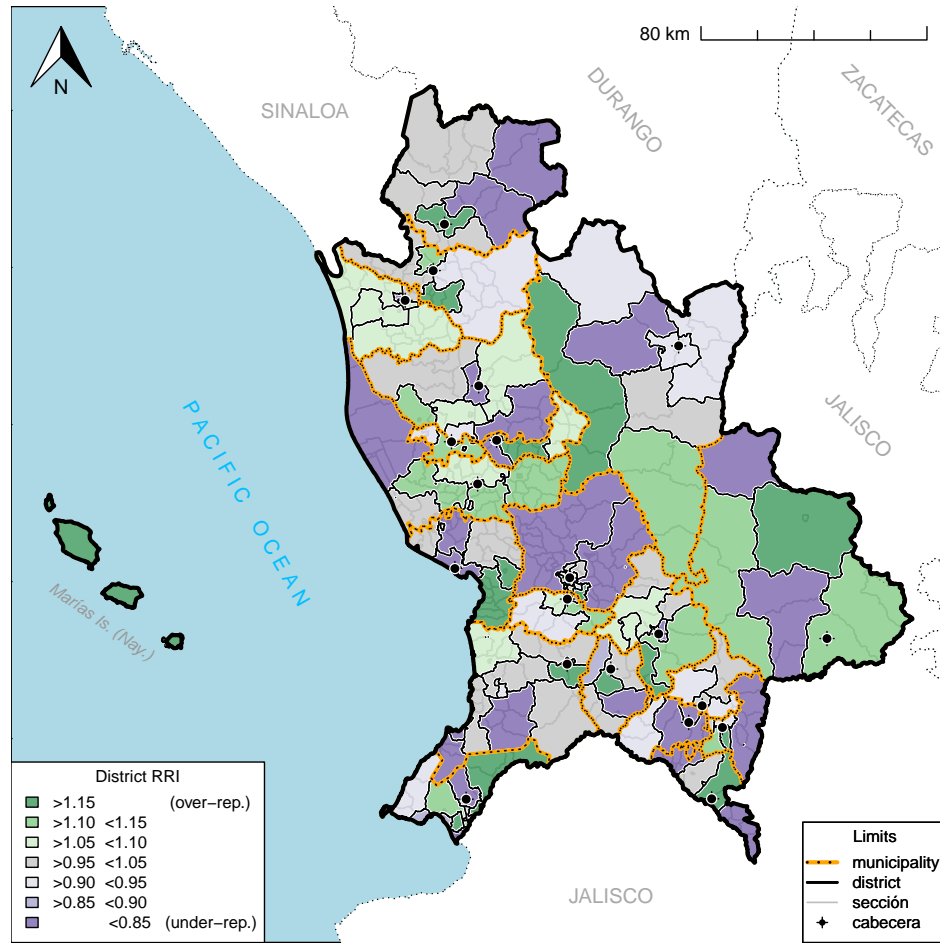 80 km
N
SINALOA
DURANGO
ZACATECAS
JALISCO
PACIFIC OCEAN
Marías Is. (Nay.)
JALISCO
District RRI
>1.15 (over−rep.)
>1.10 <1.15
>1.05 <1.10
>0.95 <1.05
>0.90 <0.95
>0.85 <0.90
<0.85 (under−rep.)
Limits
municipality
district
sección
cabecera